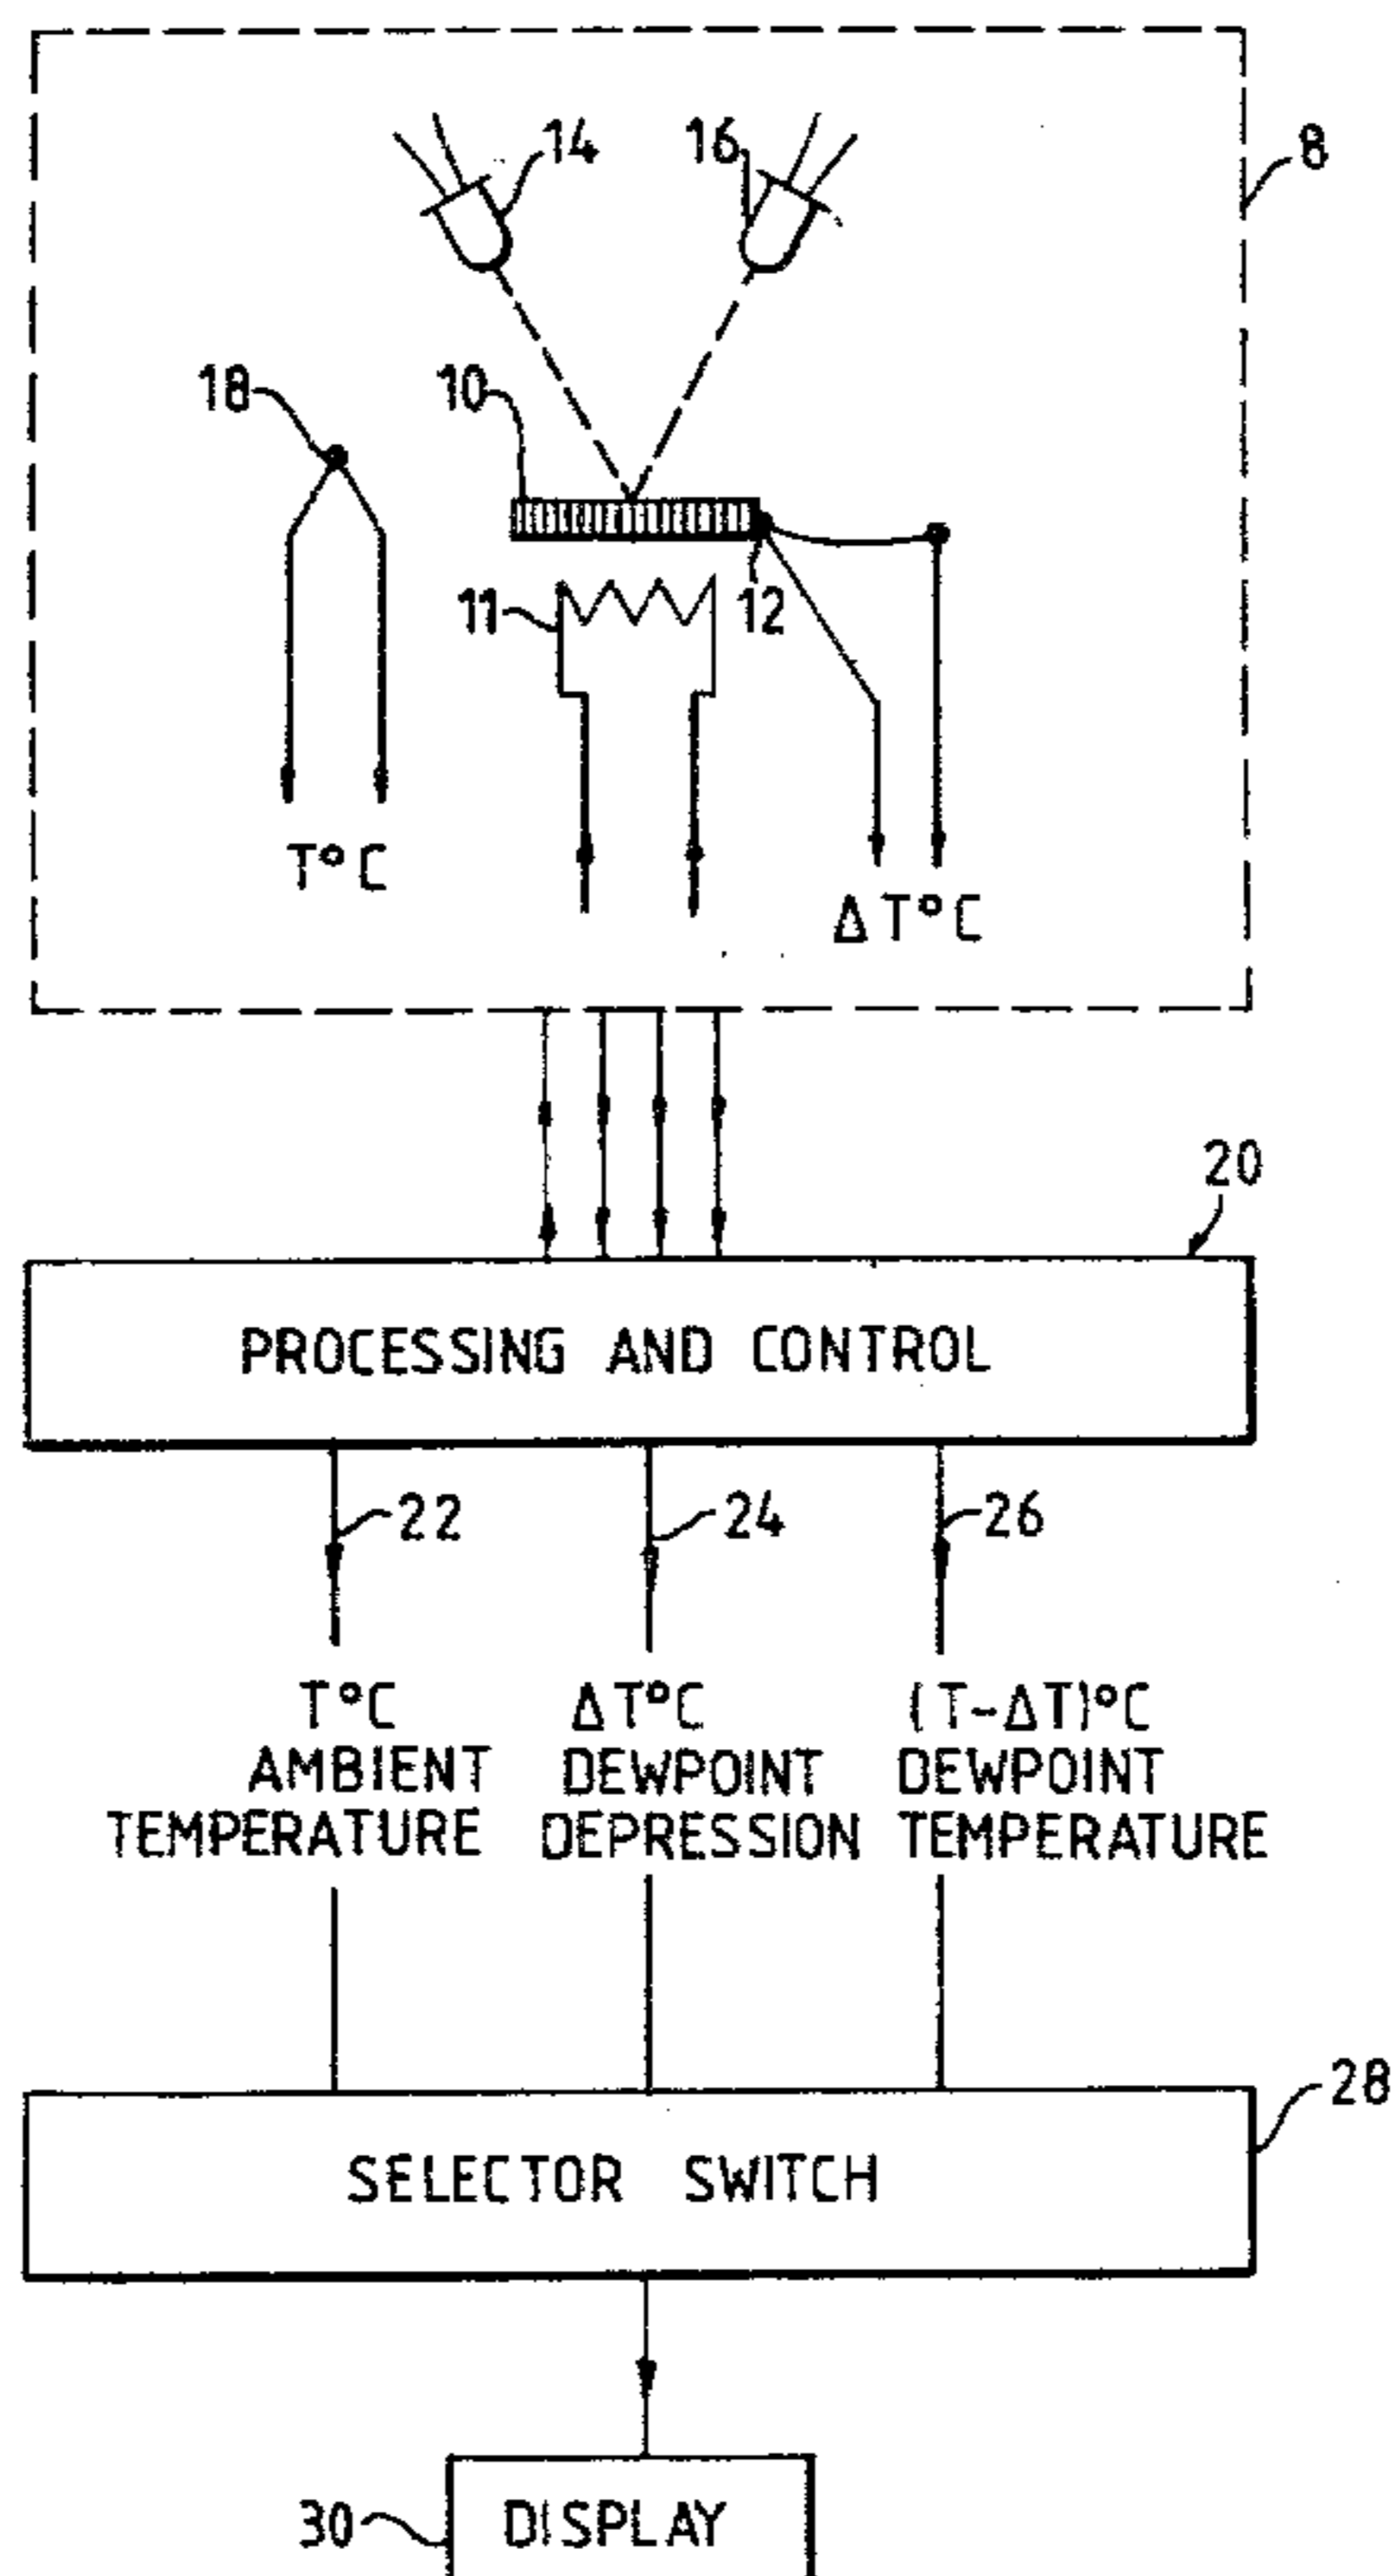 14
16
8
18
10
11
12
T°C
ΔT°C
20
PROCESSING AND CONTROL
22
24
26
T°C
AMBIENT
TEMPERATURE
ΔT°C
DEWPOINT
DEPRESSION
(T-ΔT)°C
DEWPOINT
TEMPERATURE
28
SELECTOR SWITCH
30
DISPLAY